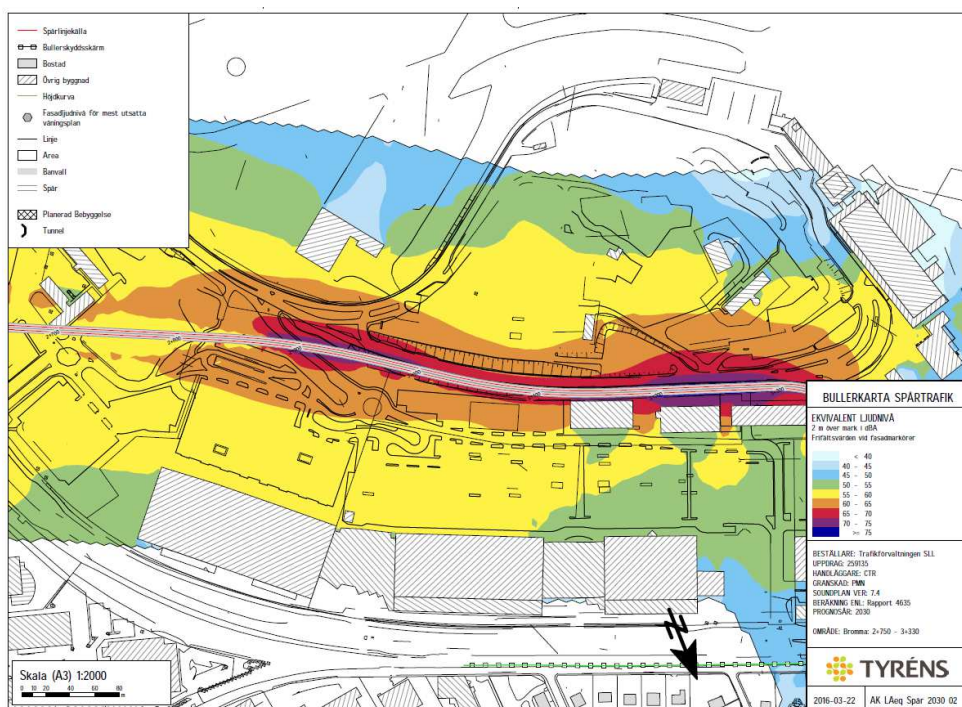 Spårlinjekälla
Bullerskyddsskärm
Bostad
Övrig byggnad
Höjdkurva
Fasadljudnivå för mest utsatta
våningsplan
Linje
Area
Banvall
Spår
Planerad Bebyggelse
Tunnel
Skala (A3) 1:2000
0 10 20 40 60 80
m
BULLERKARTA SPÅRTRAFIK
EKVIVALENT LJUDNIVÅ
2 m över mark i dBA
Frifältsvärden vid fasadmarkörer
< 40
40 - 45
45 - 50
50 - 55
55 - 60
60 - 65
65 - 70
70 - 75
>= 75
BESTÄLLARE: Trafikförvaltningen SLL
UPPDRAG: 259135
HANDLÄGGARE: CTR
GRANSKAD: PMN
SOUNDPLAN VER: 7.4
BERÄKNING ENL: Rapport 4635
PROGNOSÅR: 2030
OMRÅDE: Bromma: 2+750 - 3+330
TYRÉNS
2016-03-22
AK LAeq Spar 2030 02